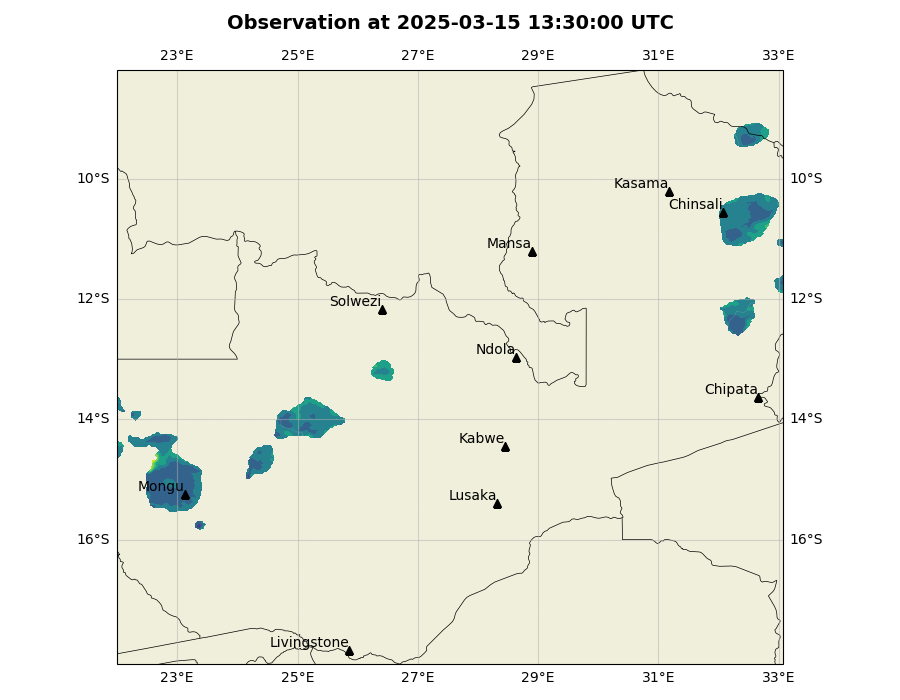 Observation at 2025-03-15 13:30:00 UTC
23°E 25°E 27°E 29°E 31°E 33°E
10°S 10°S
Kasama
Chinsali
Mansa
12°S 12°S
Solwezi
Ndola
Chipata
14°S 14°S
Kabwe
Mongu
Lusaka
16°S 16°S
Livingstone
23°E 25°E 27°E 29°E 31°E 33°E